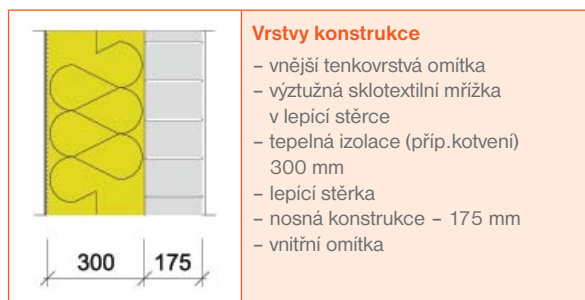 Vrstvy konstrukce
– vnější tenkovrstvá omítka
– výztužná sklotextilní mřížka
v lepící stěrce
– tepelná izolace (příp.kotvení)
300 mm
– lepící stěrka
– nosná konstrukce – 175 mm
– vnitřní omítka
300 175